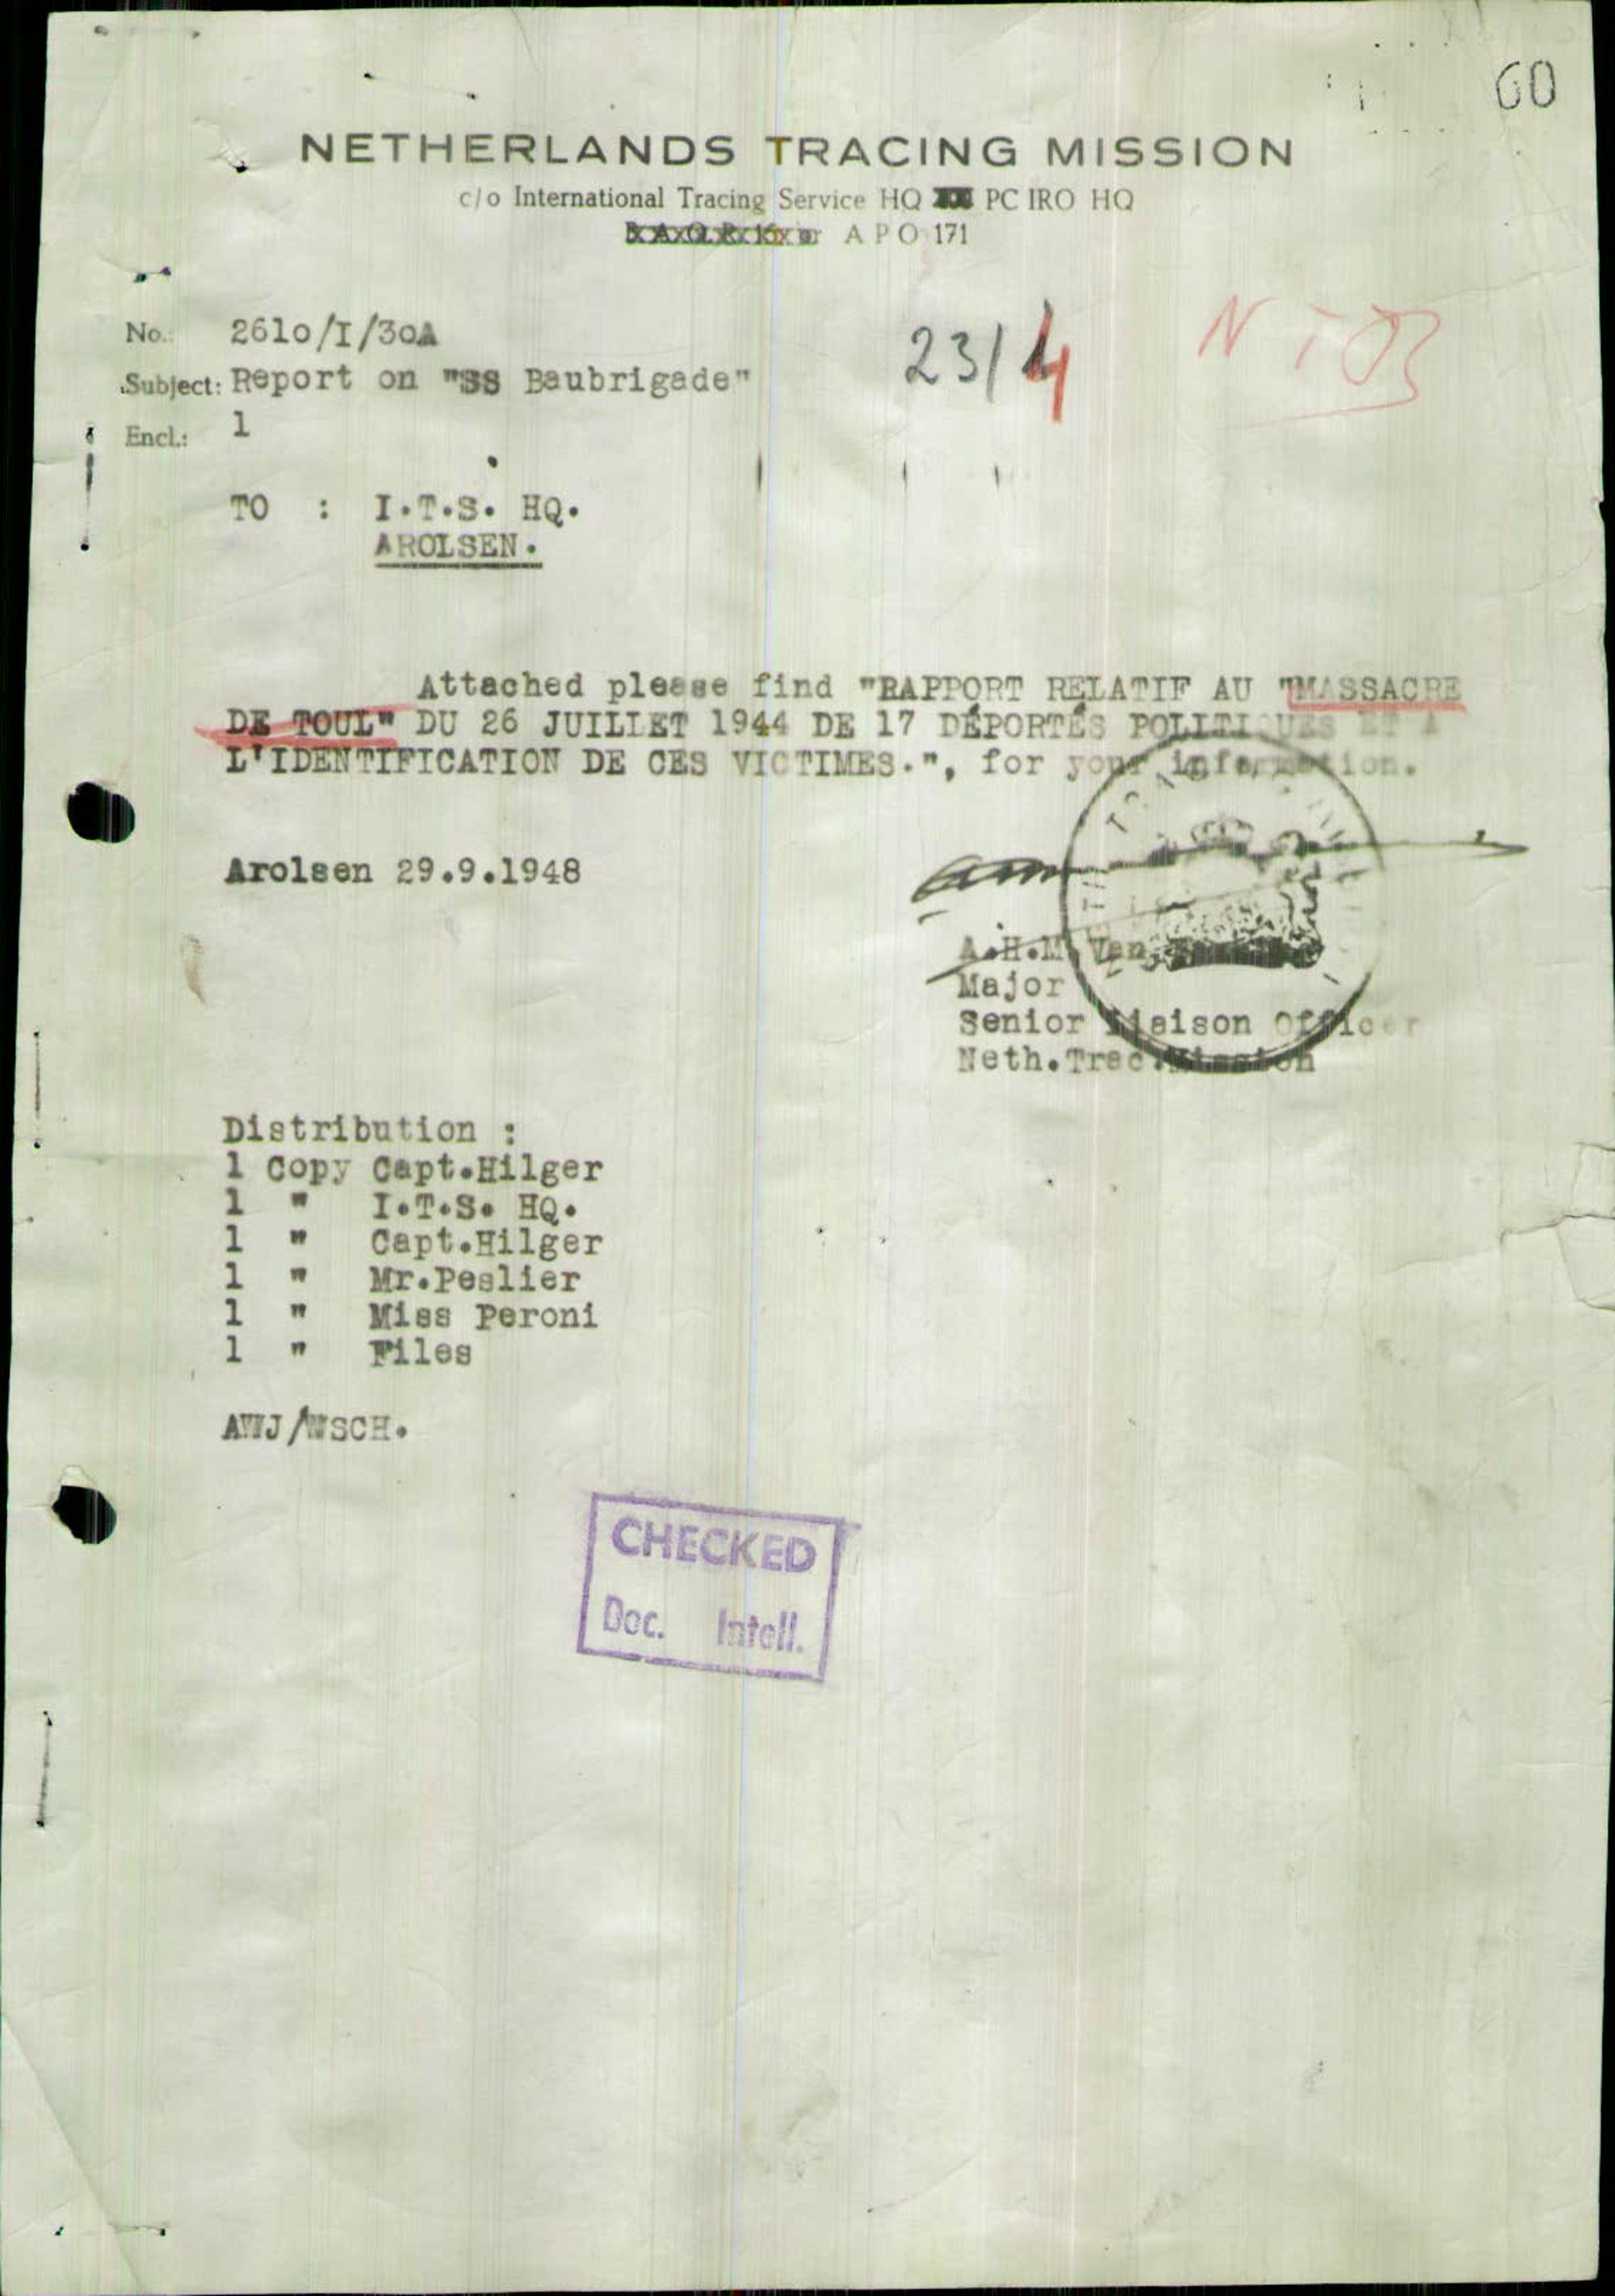 60
NETHERLANDS TRACING MISSION
c/o International Tracing Service HQ PC IRO HQ
A P O 171
No.: 2610/I/30A
23/4
Subject: Report on "SS Baubrigade"
Encl.: 1
TO : I.T.S. HQ.
AROLSEN.
Attached please find "RAPPORT RELATIF AU "MASSACRE
DE TOUL" DU 26 JUILLET 1944 DE 17 DÉPORTÉS POLITIQUES ET A
L'IDENTIFICATION DE CES VICTIMES.", for your information.
Arolsen 29.9.1948
A.H.M. Van
Major
Senior Liaison Officer
Neth.Trac.Mission
Distribution :
1 Copy Capt.Hilger
1 " I.T.S. HQ.
1 " Capt.Hilger
1 " Mr.Peslier
1 " Miss Peroni
1 " Files
AWJ/WSCH.
CHECKED
Doc. Intell.